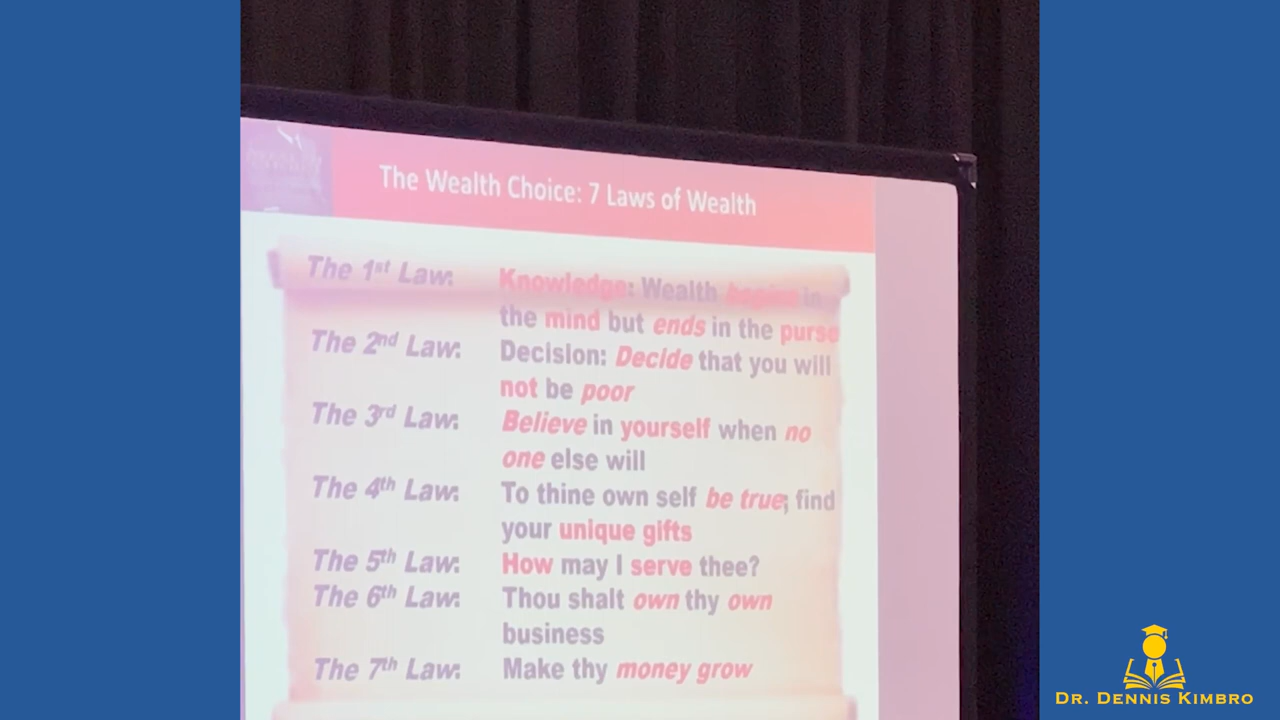 The Wealth Choice: 7 Laws of Wealth
The 1st Law: Knowledge: Wealth begins in
the mind but ends in the purse
The 2nd Law: Decision: Decide that you will
not be poor
The 3rd Law: Believe in yourself when no
one else will
The 4th Law: To thine own self be true; find
your unique gifts
The 5th Law: How may I serve thee?
The 6th Law: Thou shalt own thy own
business
The 7th Law: Make thy money grow
DR. DENNIS KIMBRO